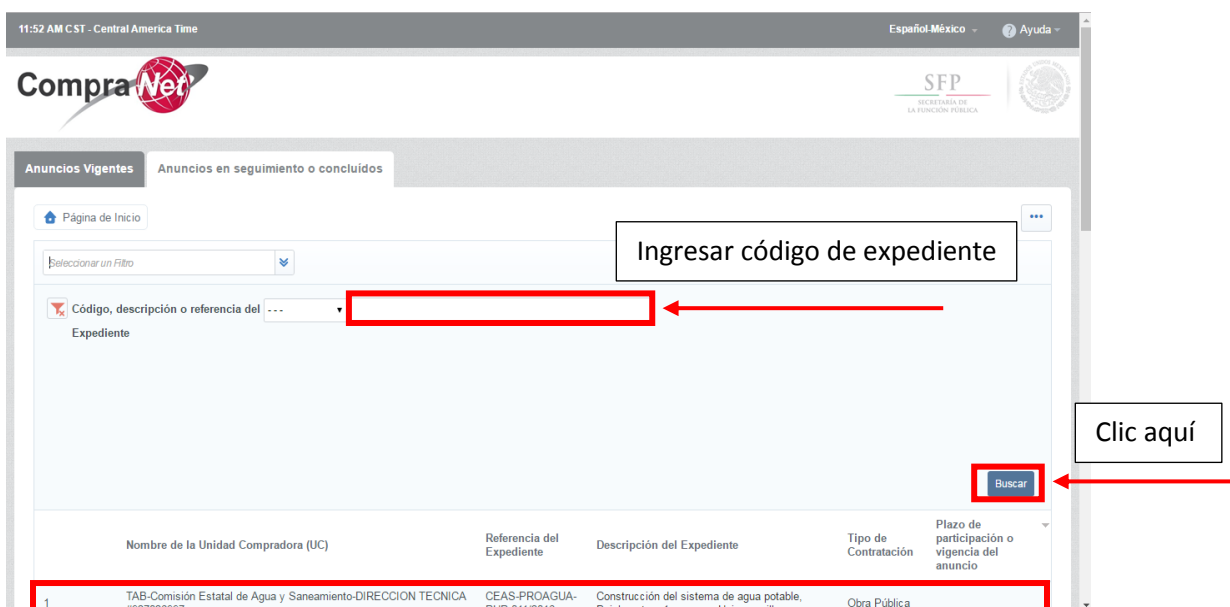 11:52 AM CST - Central America Time
Español-México
Ayuda
CompraNet
SFP
SECRETARÍA DE
LA FUNCIÓN PÚBLICA
Anuncios Vigentes
Anuncios en seguimiento o concluídos
Página de Inicio
Ingresar código de expediente
Seleccionar un Filtro
Código, descripción o referencia del
Expediente
- - -
Clic aquí
Buscar
Nombre de la Unidad Compradora (UC)
Referencia del
Expediente
Descripción del Expediente
Tipo de
Contratación
Plazo de
participación o
vigencia del
anuncio
1
TAB-Comisión Estatal de Agua y Saneamiento-DIRECCION TECNICA
CEAS-PROAGUA-
Construcción del sistema de agua potable,
Obra Pública